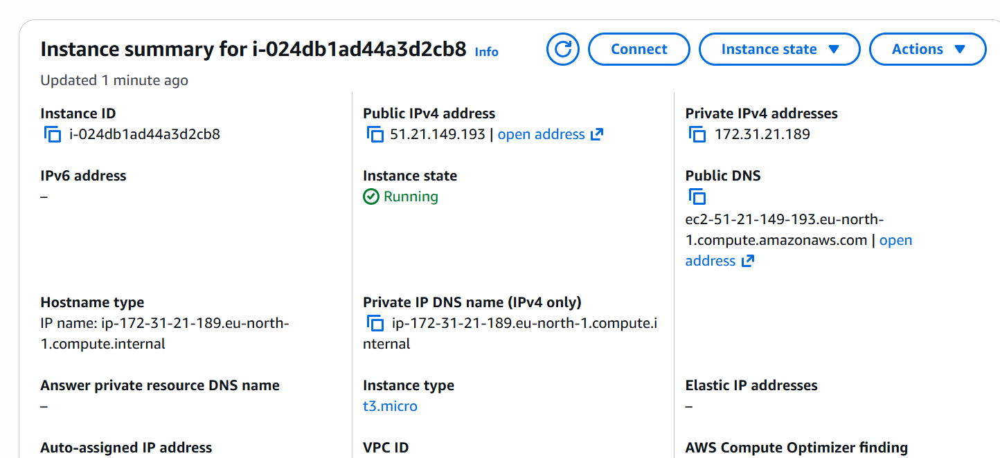 Instance summary for i-024db1ad44a3d2cb8 Info
Connect
Instance state
Actions
Updated 1 minute ago
Instance ID
i-024db1ad44a3d2cb8
Public IPv4 address
51.21.149.193 | open address
Private IPv4 addresses
172.31.21.189
IPv6 address
–
Instance state
Running
Public DNS
ec2-51-21-149-193.eu-north-
1.compute.amazonaws.com | open
address
Hostname type
IP name: ip-172-31-21-189.eu-north-
1.compute.internal
Private IP DNS name (IPv4 only)
ip-172-31-21-189.eu-north-1.compute.i
nternal
Answer private resource DNS name
–
Instance type
t3.micro
Elastic IP addresses
–
Auto-assigned IP address
VPC ID
AWS Compute Optimizer finding